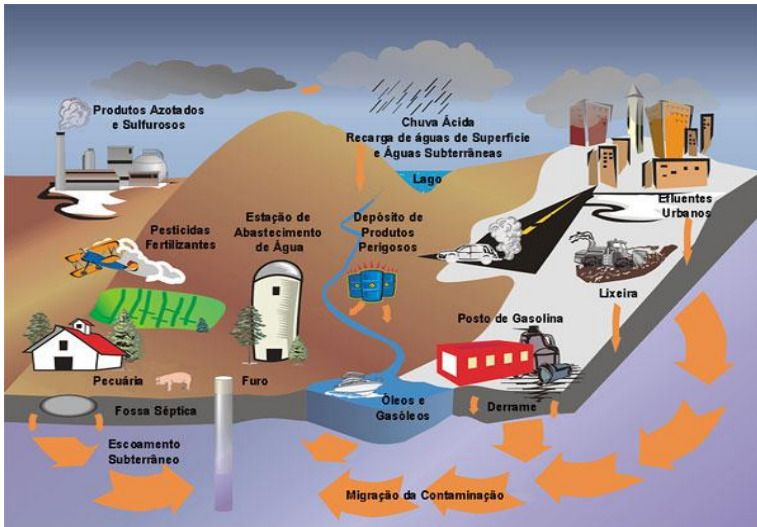 Produtos Azotados
e Sulfurosos
Chuva Ácida
Recarga de águas de Superficie
e Águas Subterrâneas
Lago
Efluentes
Urbanos
Pesticidas
Fertilizantes
Estação de
Abastecimento
de Água
Depósito de
Produtos
Perigosos
Lixeira
Posto de Gasolina
Pecuária
Furo
Fossa Séptica
Óleos e
Gasóleos
Derrame
Escoamento
Subterrâneo
Migração da Contaminação